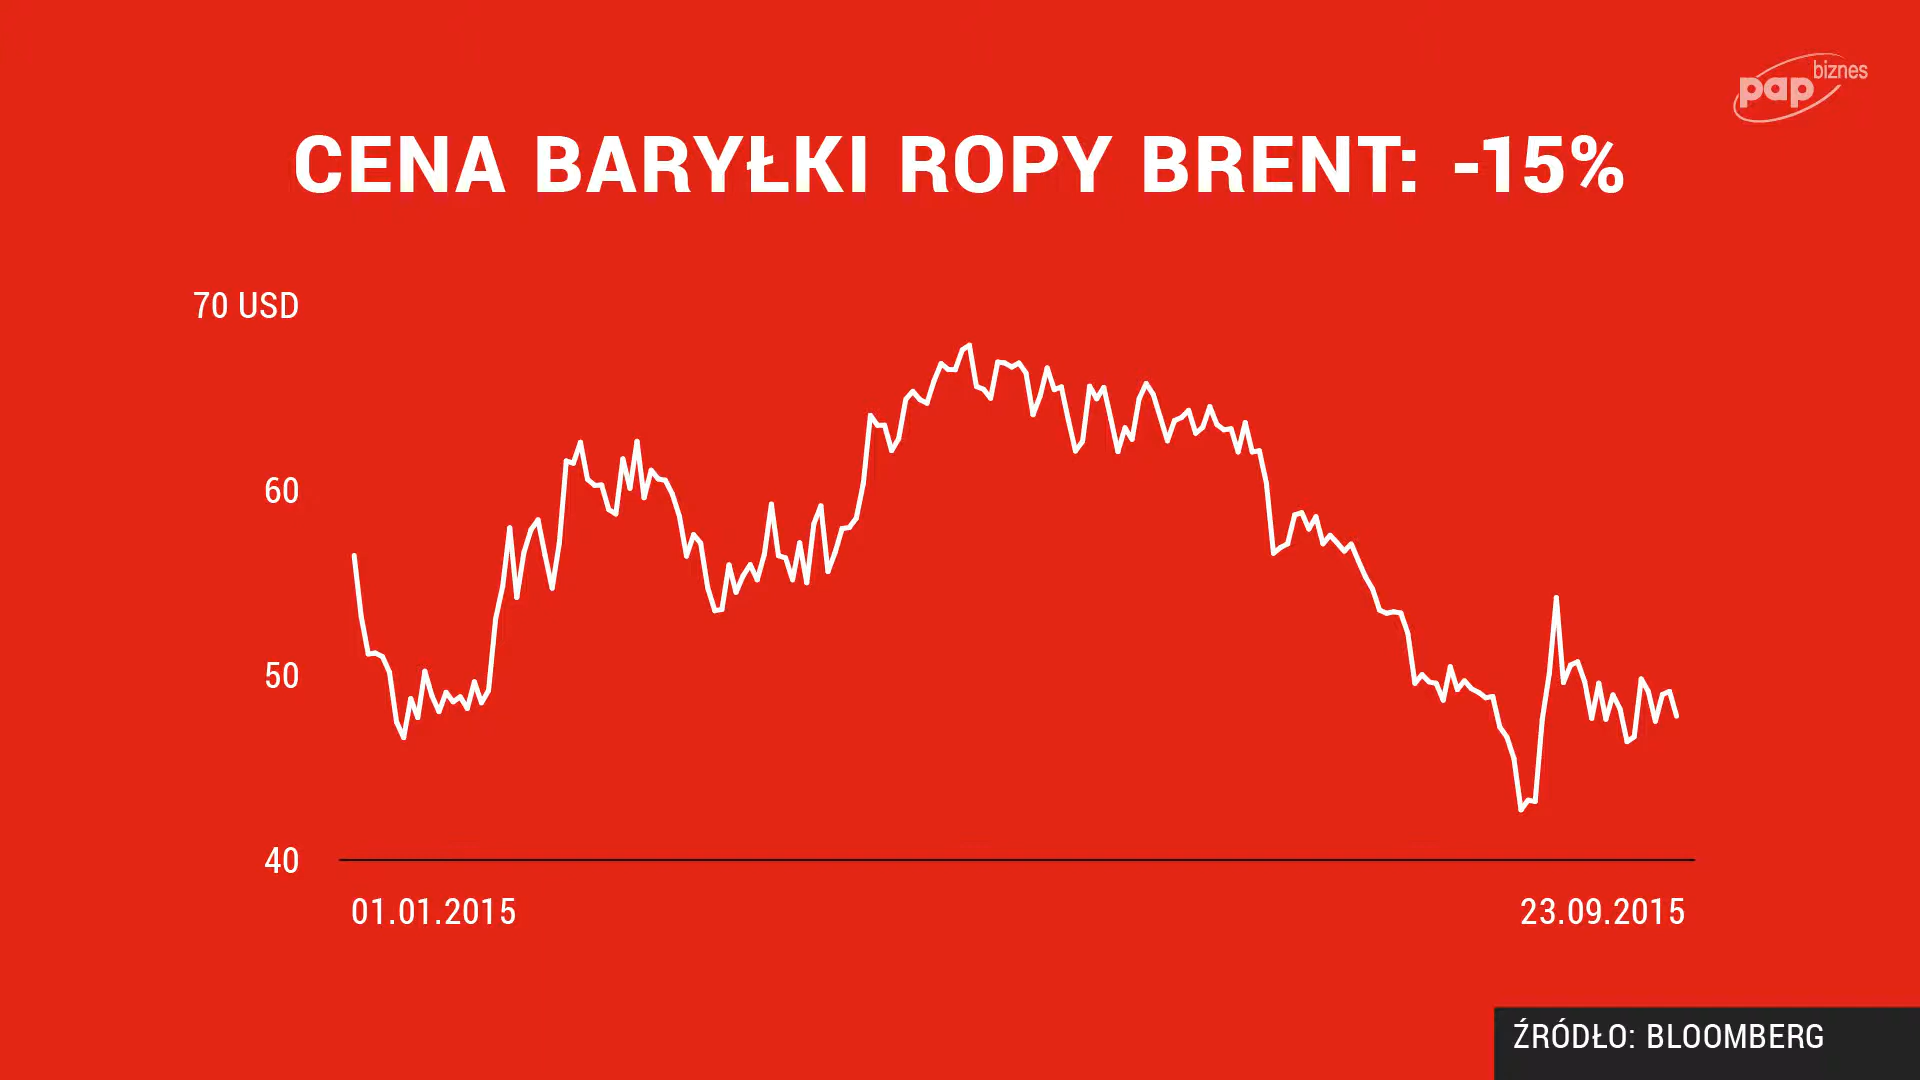 biznes
pap
CENA BARYŁKI ROPY BRENT: -15%
70 USD
60
50
40
01.01.2015
23.09.2015
ŹRÓDŁO: BLOOMBERG